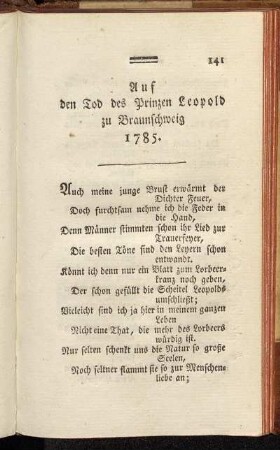 141
Auf
den Tod des Prinzen Leopold
zu Braunschweig
1785.
Auch meine junge Brust erwärmt der
Dichter Feuer,
Doch furchtsam nehme ich die Feder in
die Hand,
Denn Männer stimmten schon ihr Lied zur
Trauerfeyer,
Die besten Töne sind den Leyern schon
entwandt.
Könnt ich denn nur ein Blatt zum Lorbeer-
kranz noch geben,
Der schon gefüllt die Scheitel Leopolds
umschließt;
Vieleicht sind ich ja hier in meinem ganzen
Leben
Nicht eine That, die mehr des Lorbeers
würdig ist.
Nur selten schenkt uns die Natur so große
Seelen,
Noch seltner flammt sie so zur Menschen-
liebe an;